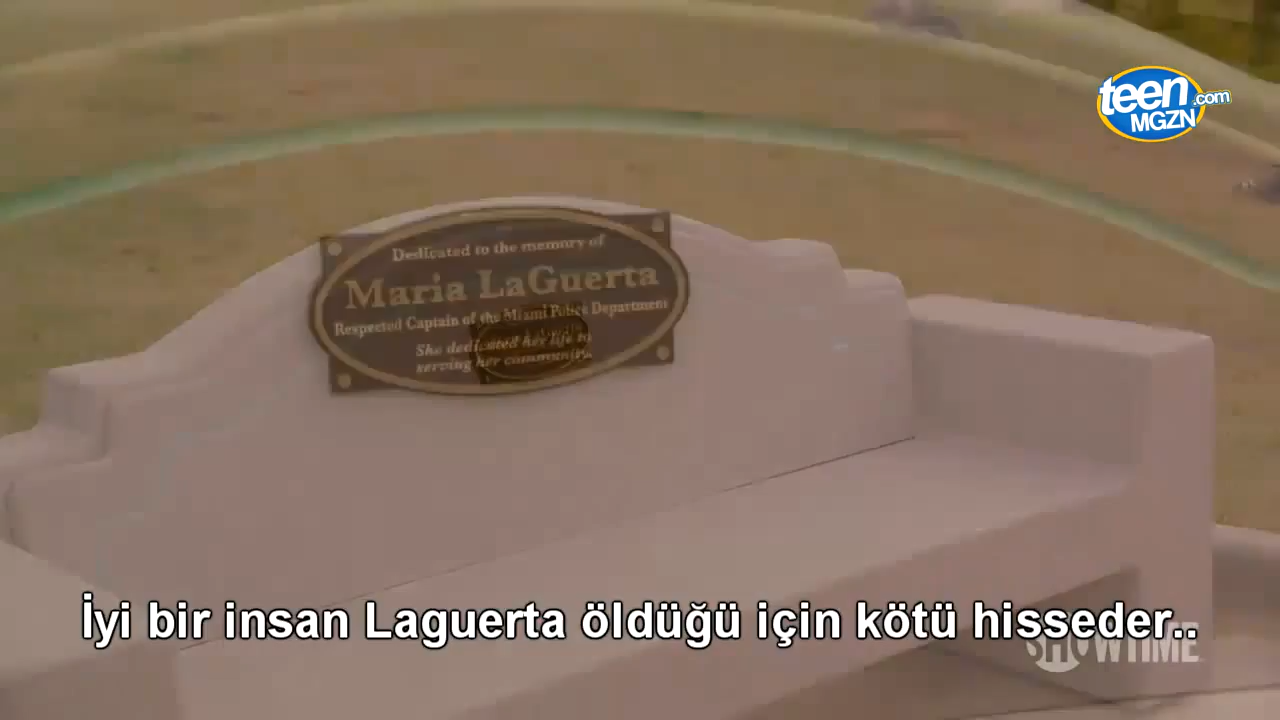 teen.com
MGZN
Dedicated to the memory of
Maria LaGuerta
Respected Captain of the Miami Police Department
She dedicated her life to
serving her community.
İyi bir insan Laguerta öldüğü için kötü hisseder..
SHOWTIME